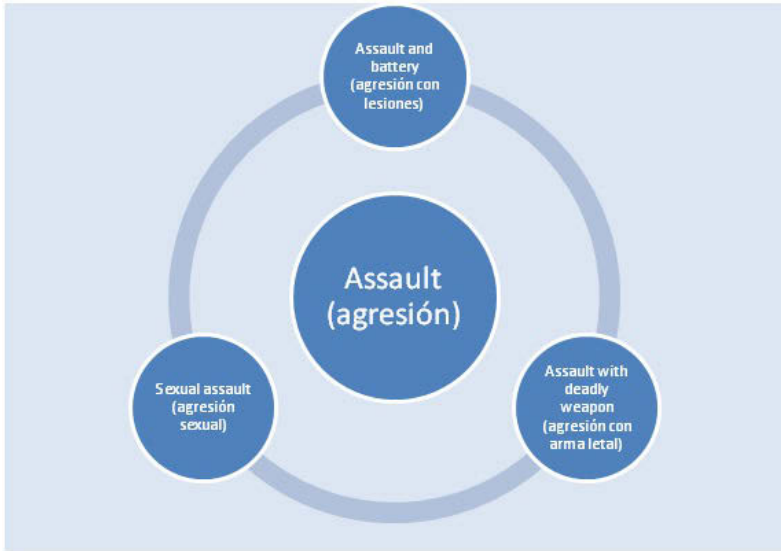 Assault and
battery
(agresión con
lesiones)
Assault
(agresión)
Sexual assault
(agresión
sexual)
Assault with
deadly
weapon
(agresión con
arma letal)